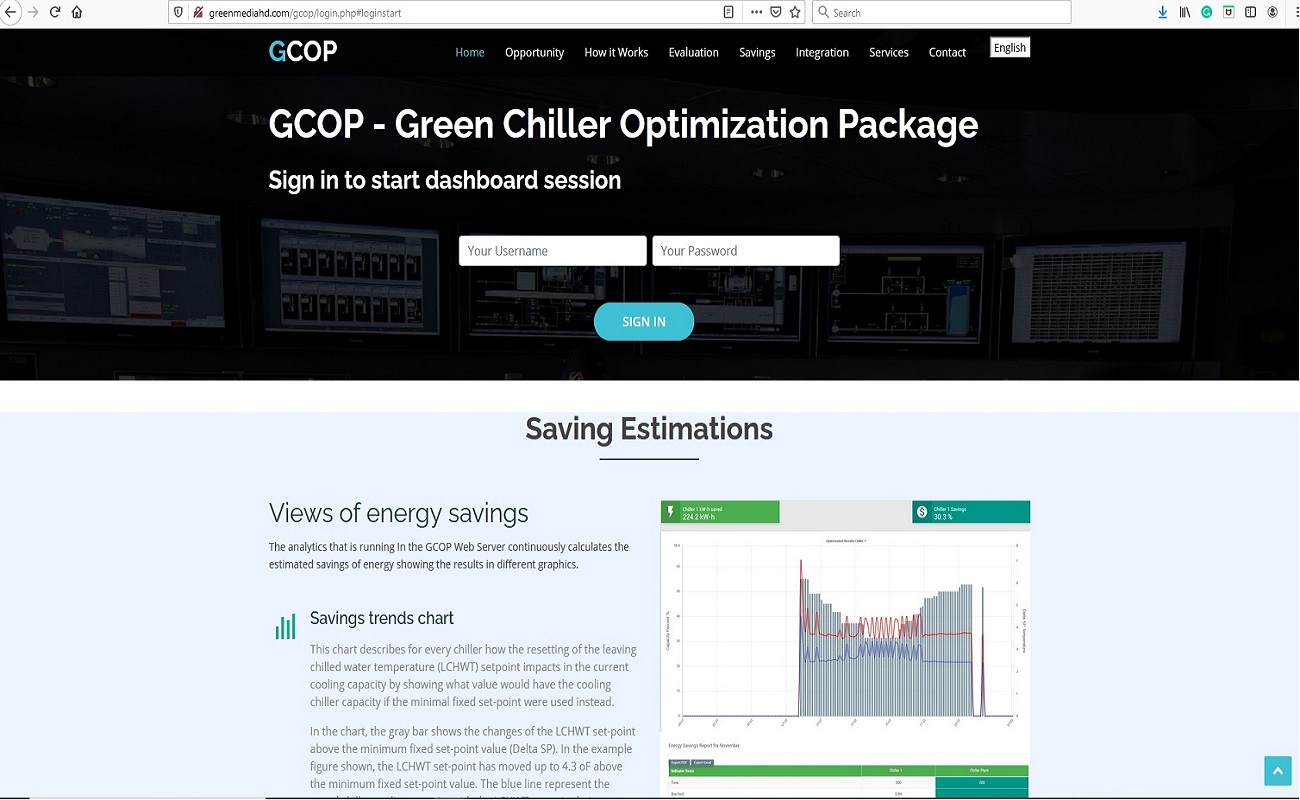 greenmediahd.com/gcop/login.php#loginstart
Search
GCOP
Home Opportunity How it Works Evaluation Savings Integration Services Contact English
GCOP - Green Chiller Optimization Package
Sign in to start dashboard session
Your Username Your Password
SIGN IN
Saving Estimations
Views of energy savings
The analytics that is running In the GCOP Web Server continuously calculates the
estimated savings of energy showing the results in different graphics.
Savings trends chart
This chart describes for every chiller how the resetting of the leaving
chilled water temperature (LCHWT) setpoint impacts in the current
cooling capacity by showing what value would have the cooling
chiller capacity if the minimal fixed set-point were used instead.
In the chart, the gray bar shows the changes of the LCHWT set-point
above the minimum fixed set-point value (Delta SP). In the example
figure shown, the LCHWT set-point has moved up to 4.3 oF above
the minimum fixed set-point value. The blue line represent the
Chiller 1 kW-h saved
224.2 kW-h
Chiller 1 Savings
30.3 %
Optimization Results Chiller 1
Capacity Percent %
Delta SP Temperature
Energy Savings Report for November
Export PDF Export Excel
Indicator Name Chiller 1 Chiller Plant
Tons 200 200